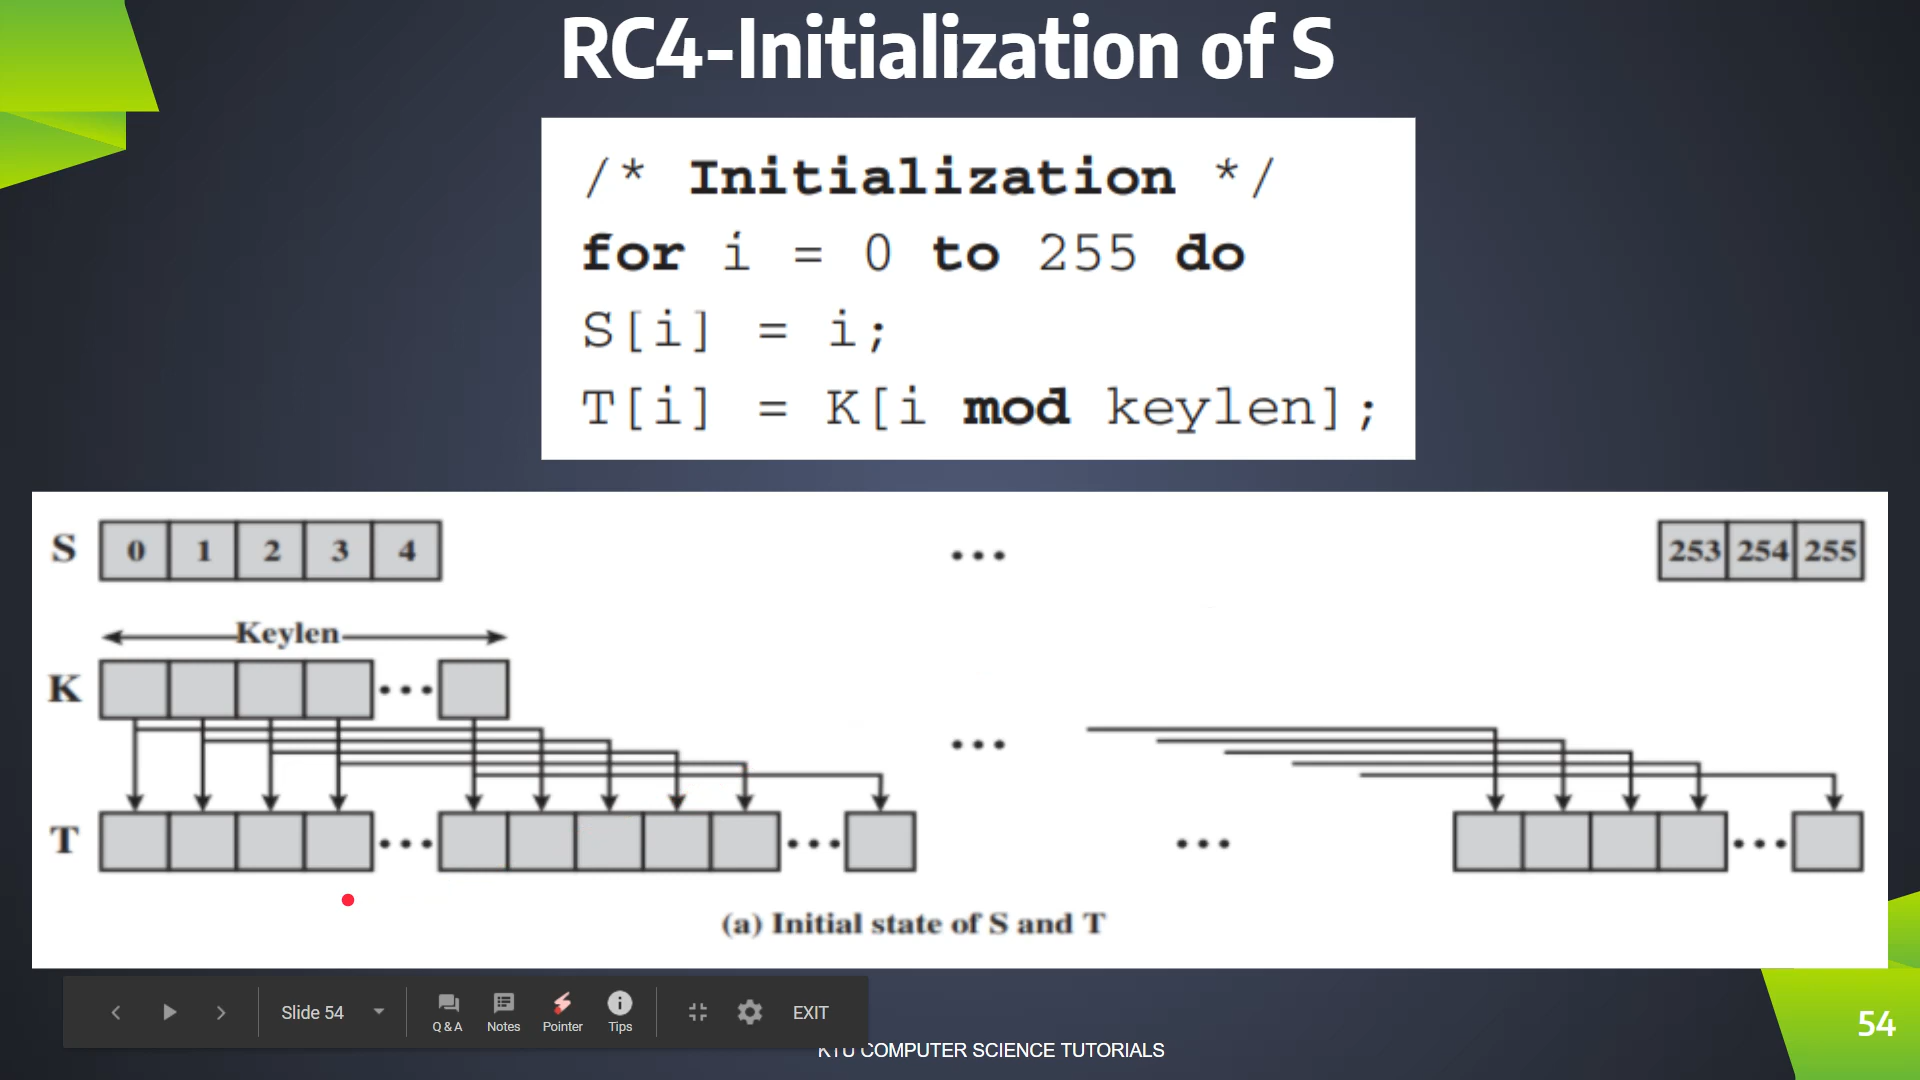 RC4-Initialization of S
/* Initialization */
for i = 0 to 255 do
S[i] = i;
T[i] = K[i mod keylen];
S 0 1 2 3 4 ... 253 254 255
Keylen
K ...
...
T ... ... ... ...
(a) Initial state of S and T
Slide 54 Q & A Notes Pointer Tips EXIT
54
KTU COMPUTER SCIENCE TUTORIALS